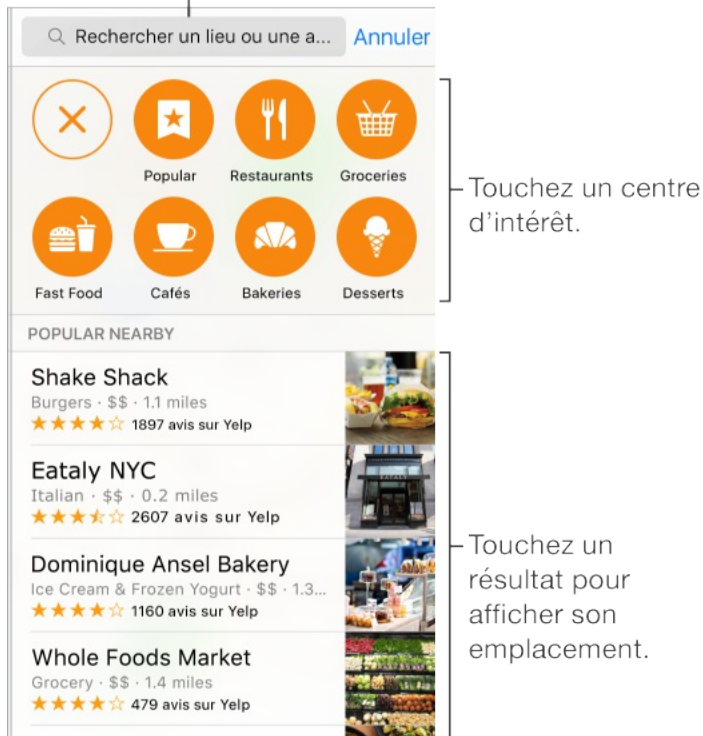 Rechercher un lieu ou une a... Annuler
Popular Restaurants Groceries
Fast Food Cafés Bakeries Desserts
Touchez un centre
d'intérêt.
POPULAR NEARBY
Shake Shack
Burgers · $$ · 1.1 miles
1897 avis sur Yelp
Eataly NYC
Italian · $$ · 0.2 miles
2607 avis sur Yelp
Dominique Ansel Bakery
Ice Cream & Frozen Yogurt · $$ · 1.3...
1160 avis sur Yelp
Whole Foods Market
Grocery · $$ · 1.4 miles
479 avis sur Yelp
Touchez un
résultat pour
afficher son
emplacement.
EATALY